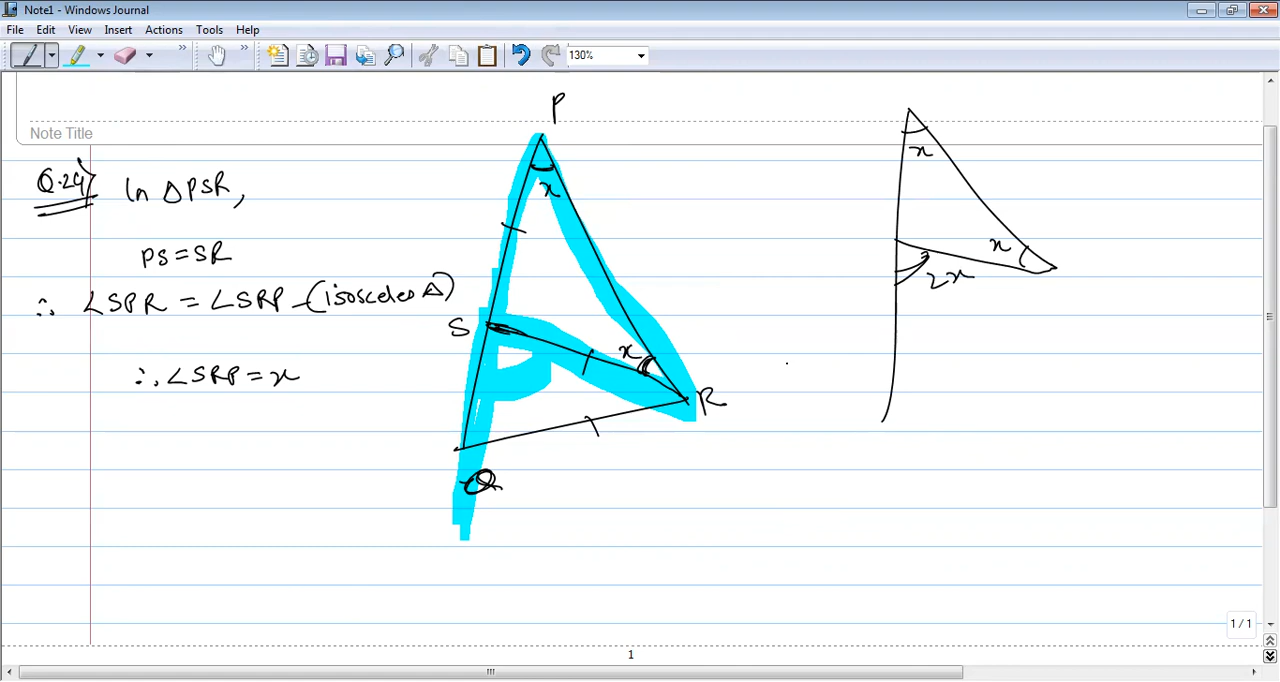 Note1 - Windows Journal
File Edit View Insert Actions Tools Help
130%
Note Title
Q.24) In ΔPSR,
PS = SR
∴ ∠SPR = ∠SRP - (isosceles Δ)
∴ ∠SRP = x
P
x
S
x
R
Q
x
x
2x
1 / 1
1